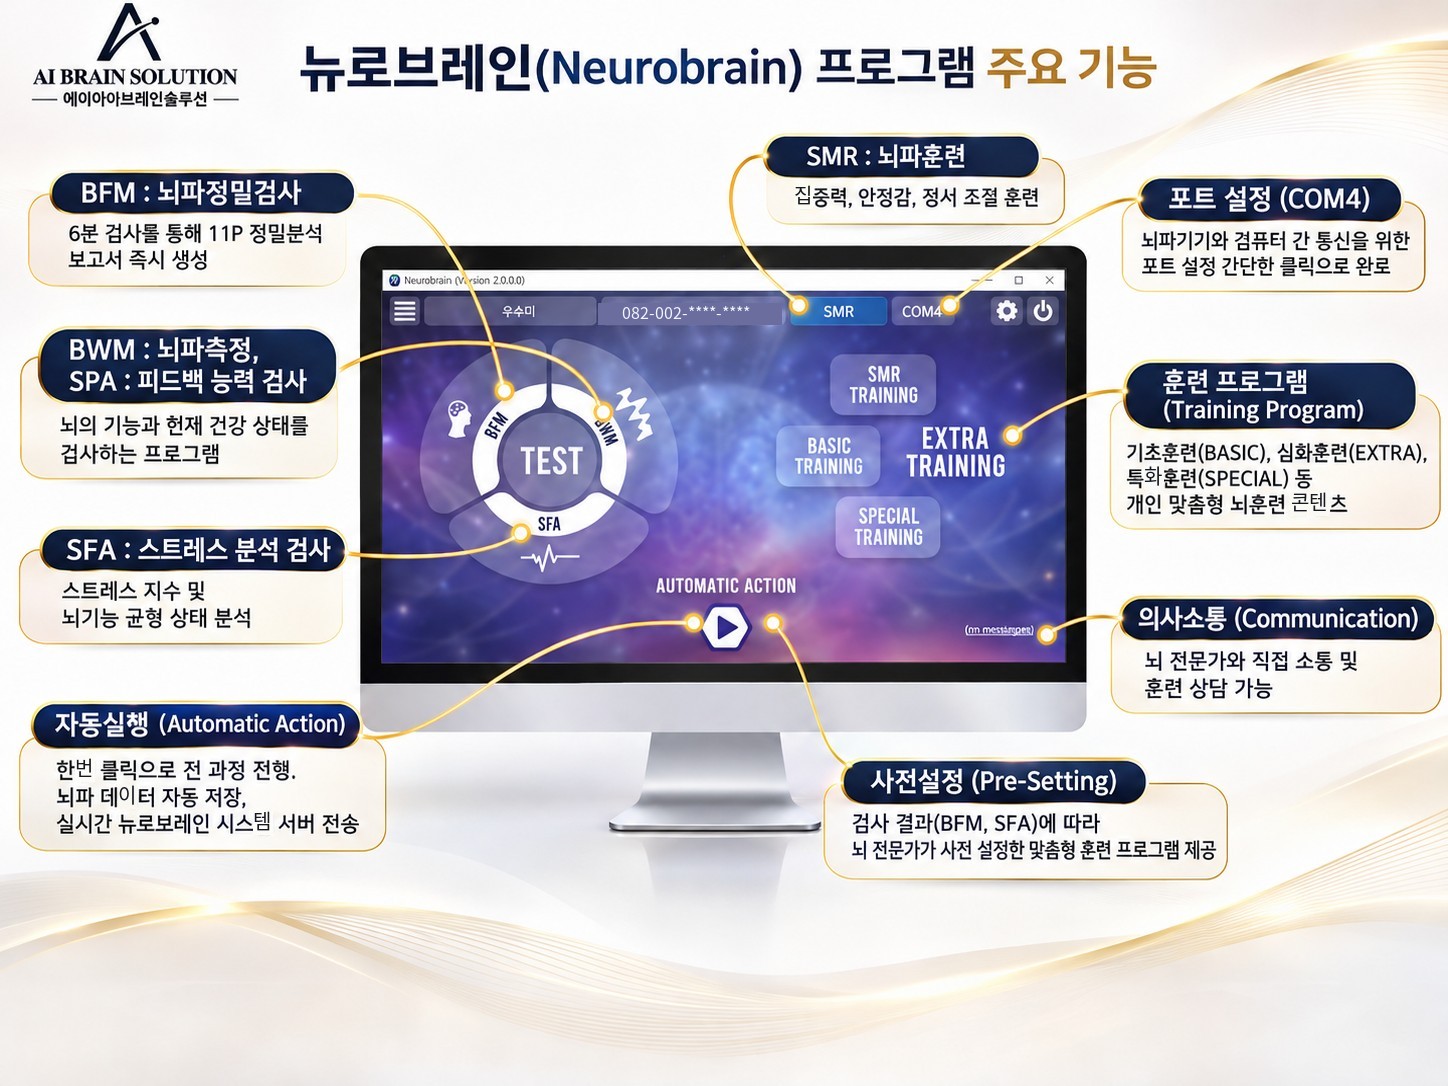 AI BRAIN SOLUTION
에이아아브레인술루션
뉴로브레인(Neurobrain) 프로그램 주요 기능
BFM : 뇌파정밀검사
6본 검사롤 통해 11P 정밀분석
보고서 즉시 생성
BWM : 뇌파측정,
SPA : 피드백 능력 검사
뇌의 기능과 헌재 건강 상태를
검사하는 프로그램
SFA : 스트레스 분석 검사
스트레스 지수 및
뇌기능 균형 상태 분석
자동실행 (Automatic Action)
한번 클릭으로 전 과정 전행.
뇌파 데이터 자동 저장,
실시간 뉴로보레인 시스템 서버 전송
SMR : 뇌파훈련
집중력, 안정감, 정서 조절 훈련
포트 설정 (COM4)
뇌파기기와 컴퓨터 간 통신을 위한
포트 설정 간단한 클릭으로 완로
훈련 프로그램
(Training Program)
기초훈련(BASIC), 심화훈련(EXTRA),
특화훈련(SPECIAL) 동
개인 맞춤형 뇌훈련 콘텐츠
의사소통 (Communication)
뇌 전문가와 직접 소통 및
훈련 상담 가능
사전설정 (Pre-Setting)
검사 결과(BFM, SFA)에 따라
뇌 전문가가 사전 설정한 맞춤형 훈련 프로그램 제공
Neurobrain (Version 2.0.0.0)
우수미
082-002-****-****
SMR
COM4
BFM
BWM
TEST
SFA
SMR
TRAINING
BASIC
TRAINING
EXTRA
TRAINING
SPECIAL
TRAINING
AUTOMATIC ACTION